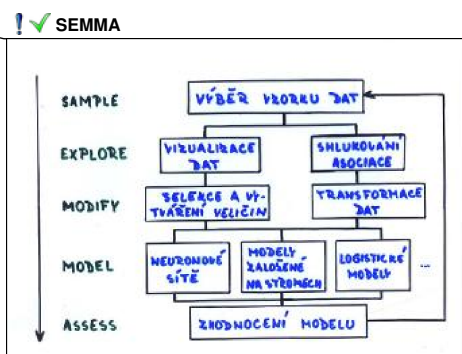 SEMMA
SAMPLE
VÝBĚR VZORKU DAT
EXPLORE
VIZUALIZACE
DAT
SHLUKOVÁNÍ
ASOCIACE
MODIFY
SELEKCE A VY-
TVÁŘENÍ VELIČIN
TRANSFORMACE
DAT
MODEL
NEURONOVÉ
SÍTĚ
MODELY
ZALOŽENÉ
NA STROMECH
LOGISTICKÉ
MODELY
...
ASSESS
ZHODNOCENÍ MODELU